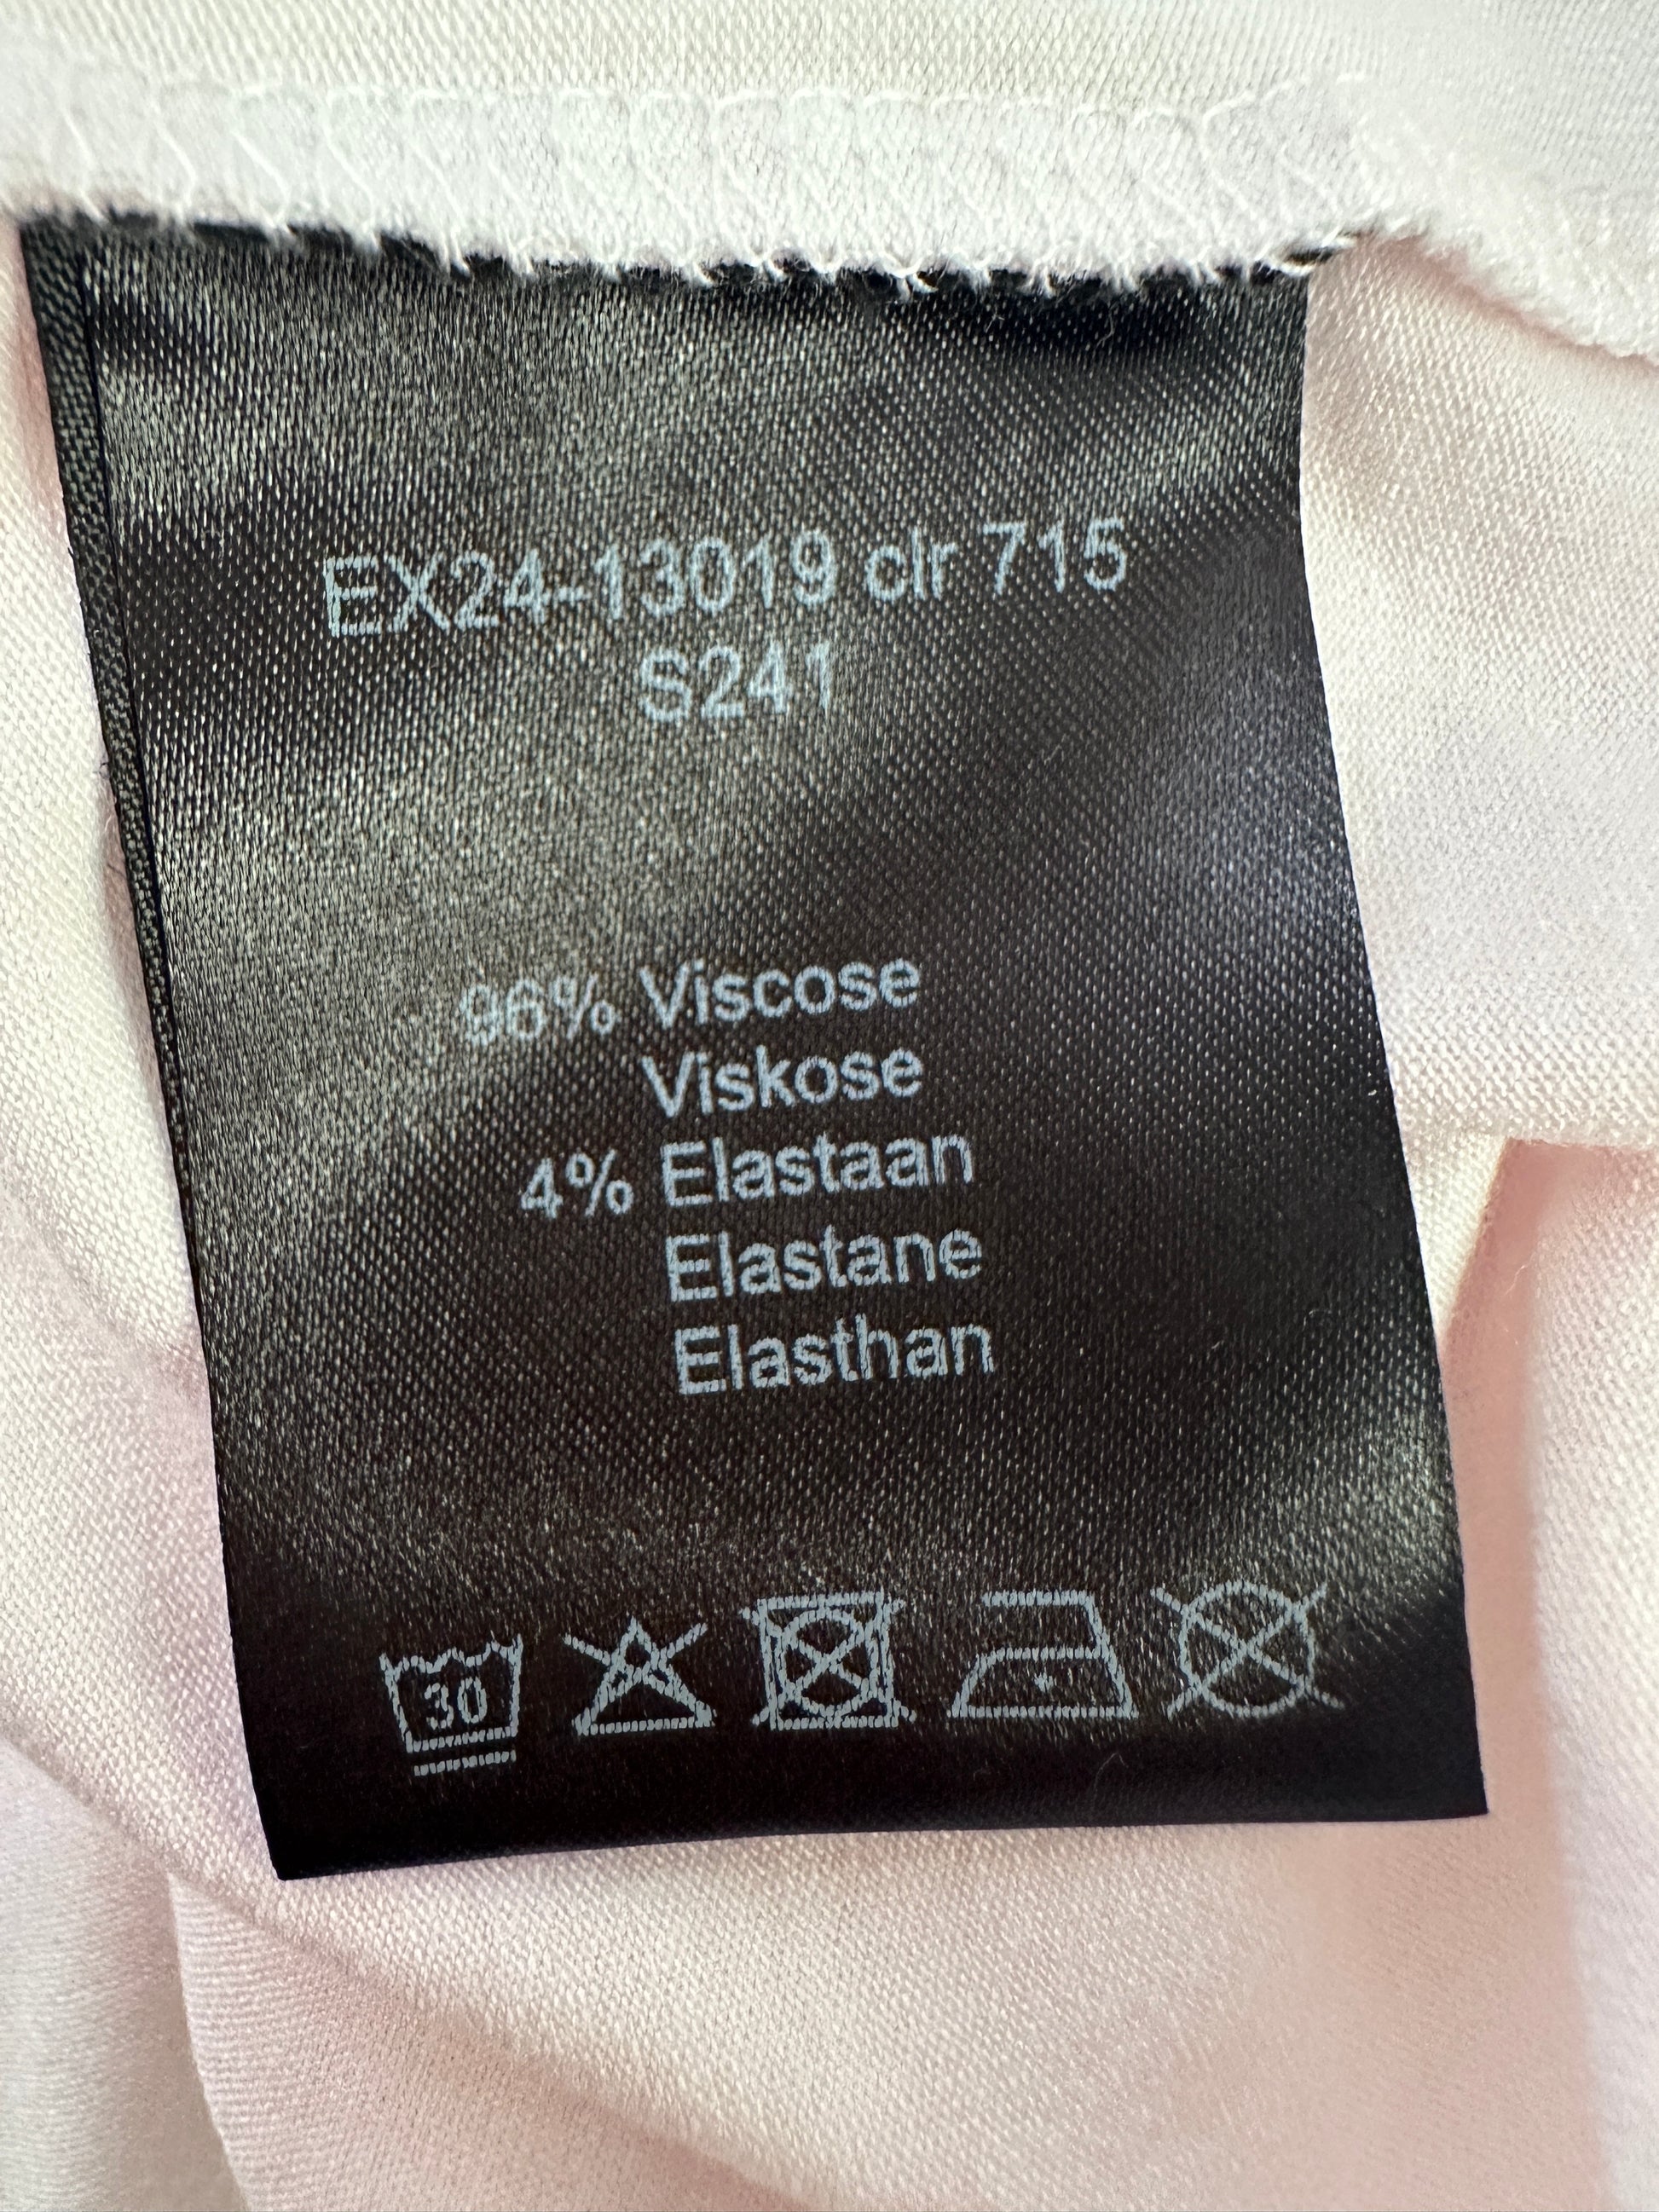 EX24-13019 clr 715
S241
96% Viscose
Viskose
4% Elastaan
Elastane
Elasthan
30